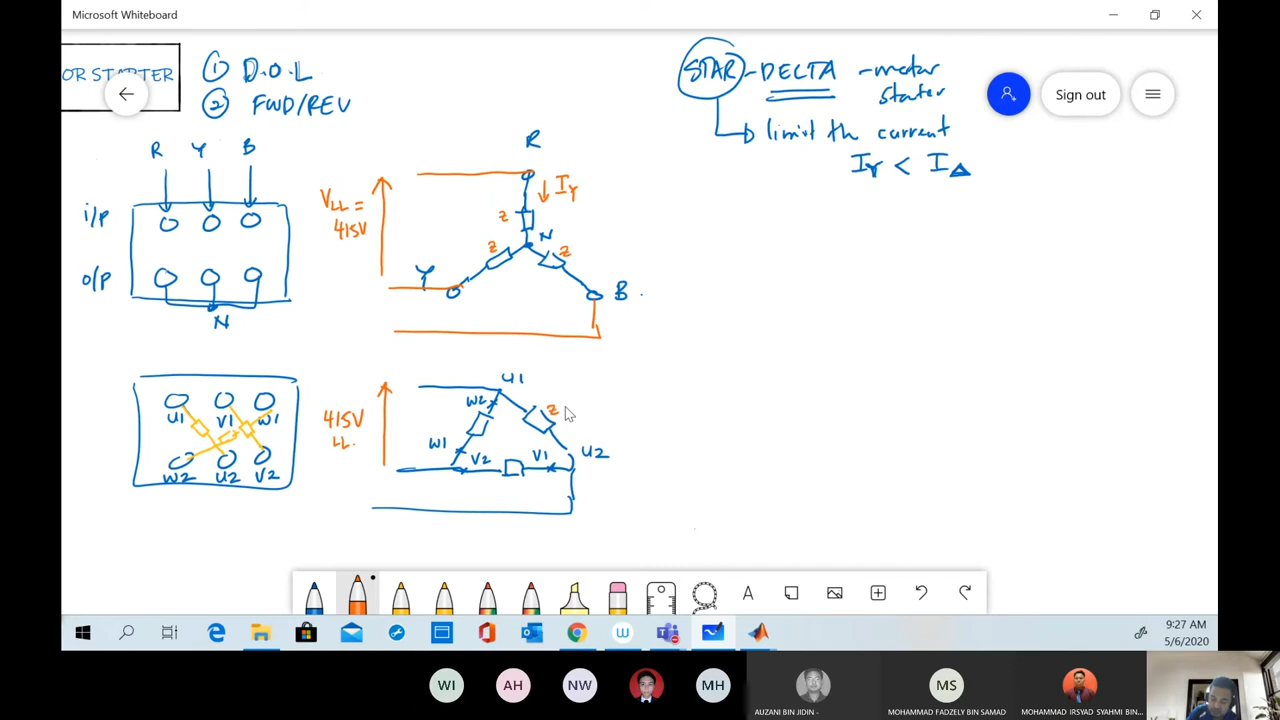 Microsoft Whiteboard
OR STARTER
① D.O.L
② FWD/REV
STAR-DELTA -motor
stater
limit the current
IY < IΔ
Sign out
R Y B
i/p
o/p
N
R
VLL =
415V
IY
Z
N
Z
Z
Y
B
U1 V1 W1
W2 U2 V2
415V
LL.
U1
W2
Z
W1
V2
V1
U2
A
9:27 AM
5/6/2020
WI
AH
NW
MH
MS
AUZANI BIN JIDIN -
MOHAMMAD FADZELY BIN SAMAD
MOHAMMAD IRSYAD SYAHMI BIN...